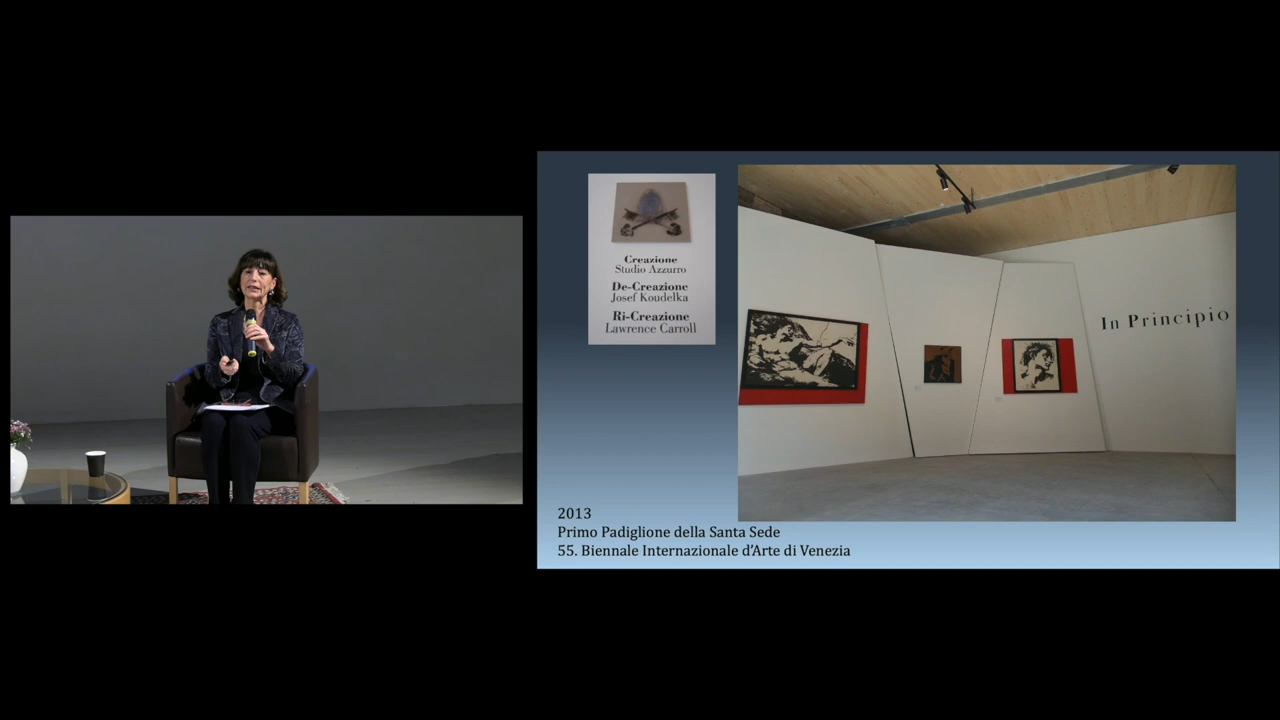 Creazione
Studio Azzurro
De-Creazione
Josef Koudelka
Ri-Creazione
Lawrence Carroll
In Principio
2013
Primo Padiglione della Santa Sede
55. Biennale Internazionale d'Arte di Venezia